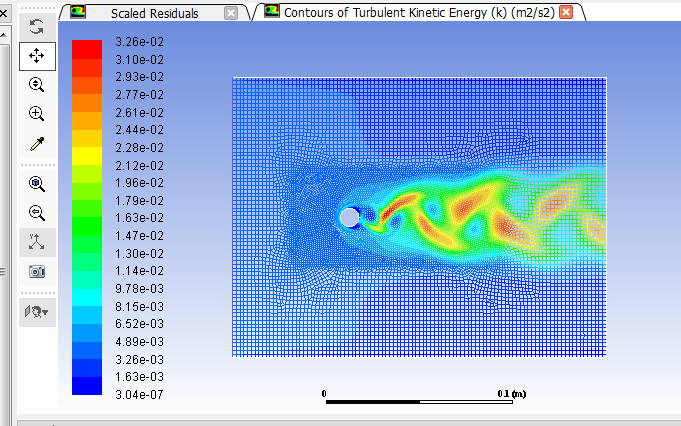 Scaled Residuals
Contours of Turbulent Kinetic Energy (k) (m2/s2)
3.26e-02
3.10e-02
2.93e-02
2.77e-02
2.61e-02
2.44e-02
2.28e-02
2.12e-02
1.96e-02
1.79e-02
1.63e-02
1.47e-02
1.30e-02
1.14e-02
9.78e-03
8.15e-03
6.52e-03
4.89e-03
3.26e-03
1.63e-03
3.04e-07
0 0.1 (m)